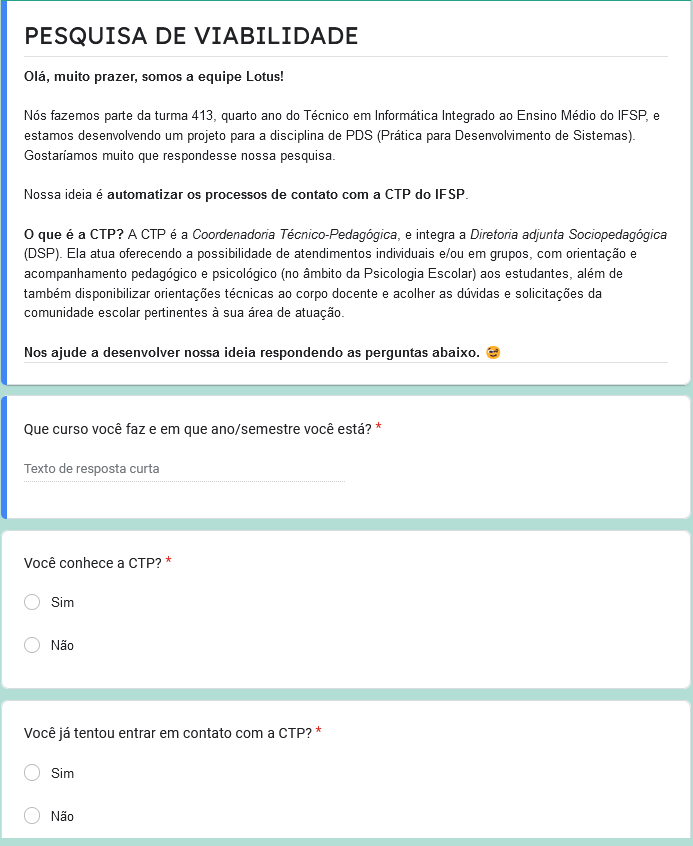 PESQUISA DE VIABILIDADE
Olá, muito prazer, somos a equipe Lotus!
Nós fazemos parte da turma 413, quarto ano do Técnico em Informática Integrado ao Ensino Médio do IFSP, e
estamos desenvolvendo um projeto para a disciplina de PDS (Prática para Desenvolvimento de Sistemas).
Gostaríamos muito que respondesse nossa pesquisa.
Nossa ideia é automatizar os processos de contato com a CTP do IFSP.
O que é a CTP? A CTP é a Coordenadoria Técnico-Pedagógica, e integra a Diretoria adjunta Sociopedagógica
(DSP). Ela atua oferecendo a possibilidade de atendimentos individuais e/ou em grupos, com orientação e
acompanhamento pedagógico e psicológico (no âmbito da Psicologia Escolar) aos estudantes, além de
também disponibilizar orientações técnicas ao corpo docente e acolher as dúvidas e solicitações da
comunidade escolar pertinentes à sua área de atuação.
Nos ajude a desenvolver nossa ideia respondendo as perguntas abaixo. 😉
Que curso você faz e em que ano/semestre você está? *
Texto de resposta curta
Você conhece a CTP? *
Sim
Não
Você já tentou entrar em contato com a CTP? *
Sim
Não